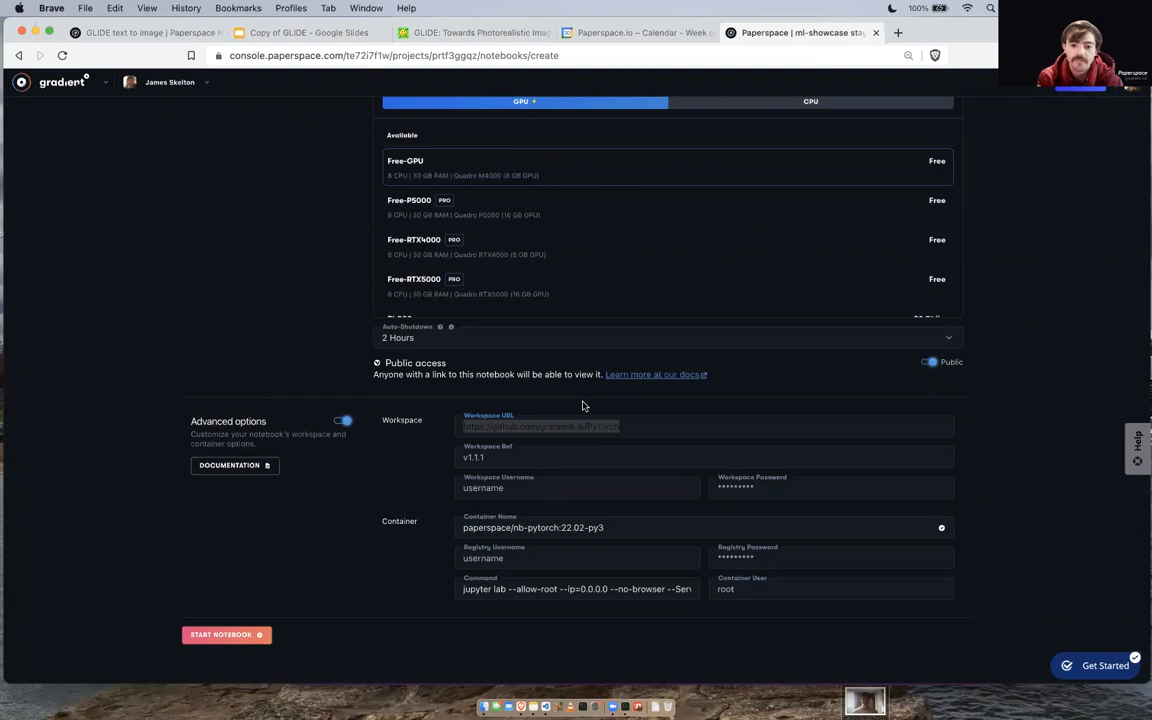 Brave File Edit View History Bookmarks Profiles Tab Window Help 100%
GLIDE text to image | Paperspace
Copy of GLIDE - Google Slides
GLIDE: Towards Photorealistic Imag
Paperspace.io – Calendar - Week o
Paperspace | ml-showcase sta
console.paperspace.com/te72i7f1w/projects/prtf3ggqz/notebooks/create
Paperspace
gradient
James Skelton
GPU
CPU
Available
Free-GPU
Free
8 CPU | 30 GB RAM | Quadro M4000 (8 GB GPU)
Free-P5000 PRO
Free
8 CPU | 30 GB RAM | Quadro P5000 (16 GB GPU)
Free-RTX4000 PRO
Free
8 CPU | 30 GB RAM | Quadro RTX4000 (8 GB GPU)
Free-RTX5000 PRO
Free
8 CPU | 30 GB RAM | Quadro RTX5000 (16 GB GPU)
Auto-Shutdown
2 Hours
Public access
Public
Anyone with a link to this notebook will be able to view it. Learn more at our docs
Advanced options
Customize your notebook's workspace and
container options.
DOCUMENTATION
Workspace
Workspace URL
https://github.com/gradient-ai/PyTorch
Workspace Ref
v1.1.1
Workspace Username
username
Workspace Password
*********
Container
Container Name
paperspace/nb-pytorch:22.02-py3
Registry Username
username
Registry Password
*********
Command
jupyter lab --allow-root --ip=0.0.0.0 --no-browser --Serv
Container User
root
START NOTEBOOK
Help
Get Started